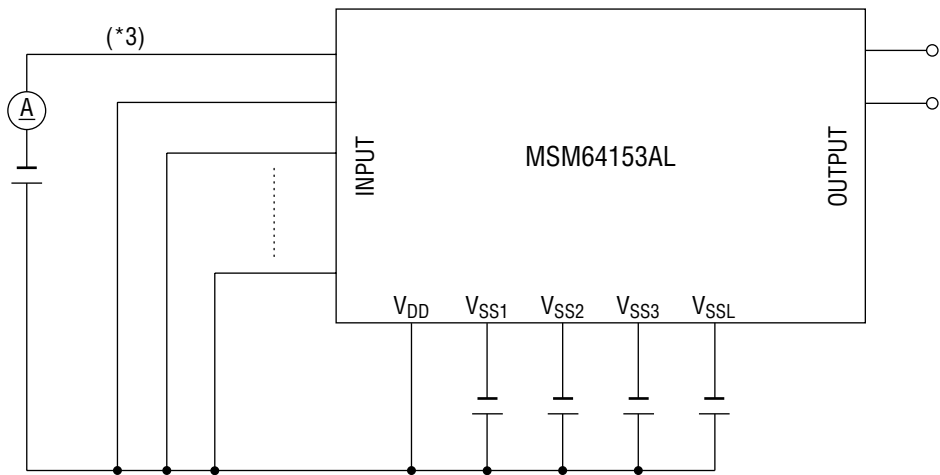 (*3)
A
INPUT
MSM64153AL
OUTPUT
VDD VSS1 VSS2 VSS3 VSSL